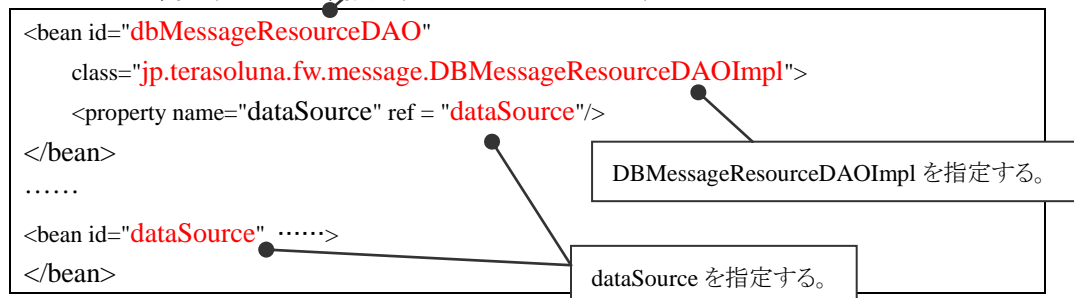 <bean id="dbMessageResourceDAO"
class="jp.terasoluna.fw.message.DBMessageResourceDAOImpl">
<property name="dataSource" ref = "dataSource"/>
</bean>
DBMessageResourceDAOImpl を指定する。
……
<bean id="dataSource" ……>
</bean>
dataSource を指定する。